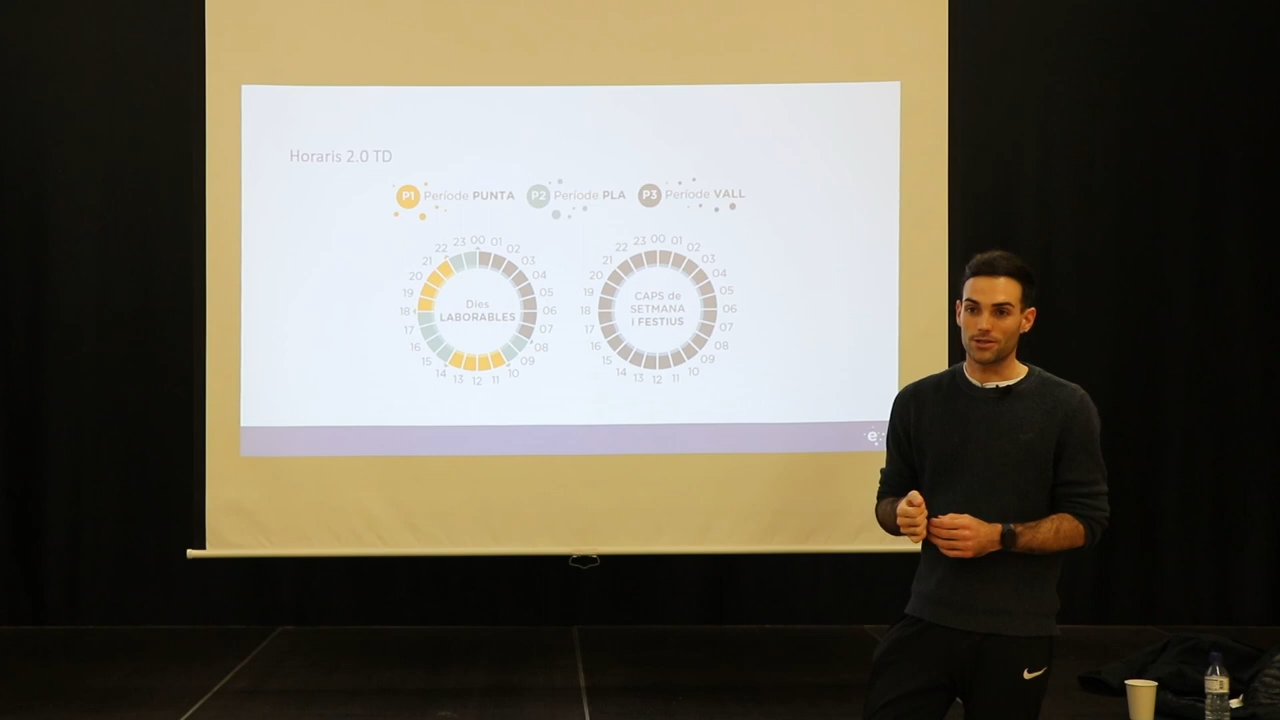 Horaris 2.0 TD
P1 Període PUNTA
P2 Període PLA
P3 Període VALL
00 01 02 03 04 05 06 07 08 09 10 11 12 13 14 15 16 17 18 19 20 21 22 23
Dies
LABORABLES
00 01 02 03 04 05 06 07 08 09 10 11 12 13 14 15 16 17 18 19 20 21 22 23
CAPS de
SETMANA
i FESTIUS
e